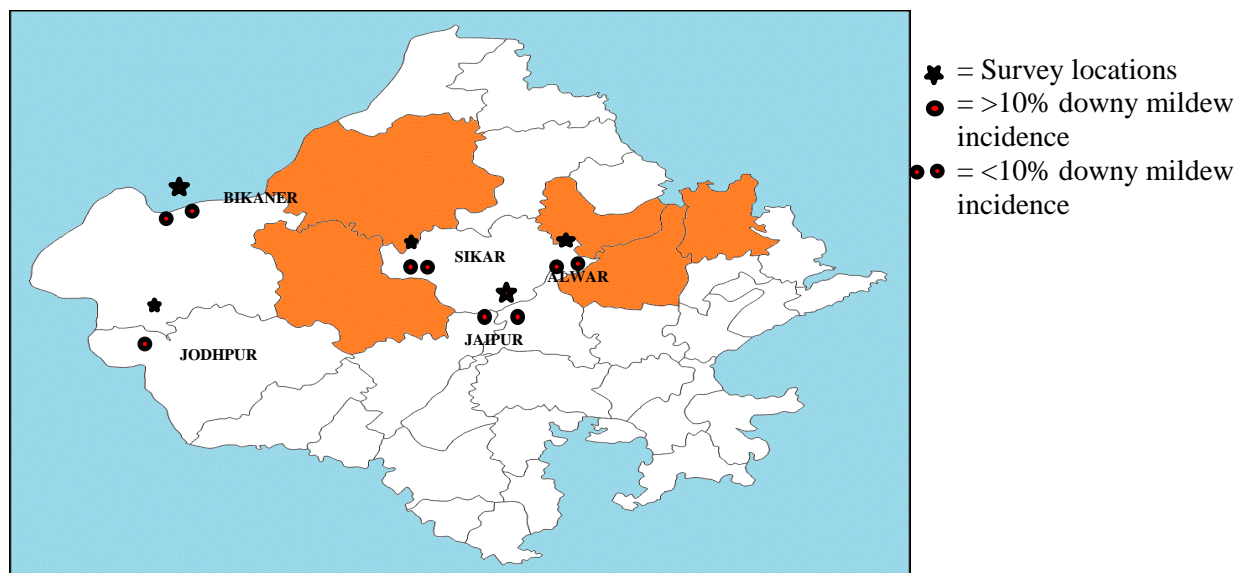 = Survey locations
= >10% downy mildew
incidence
= <10% downy mildew
incidence
BIKANER
SIKAR
ALWAR
JAIPUR
JODHPUR